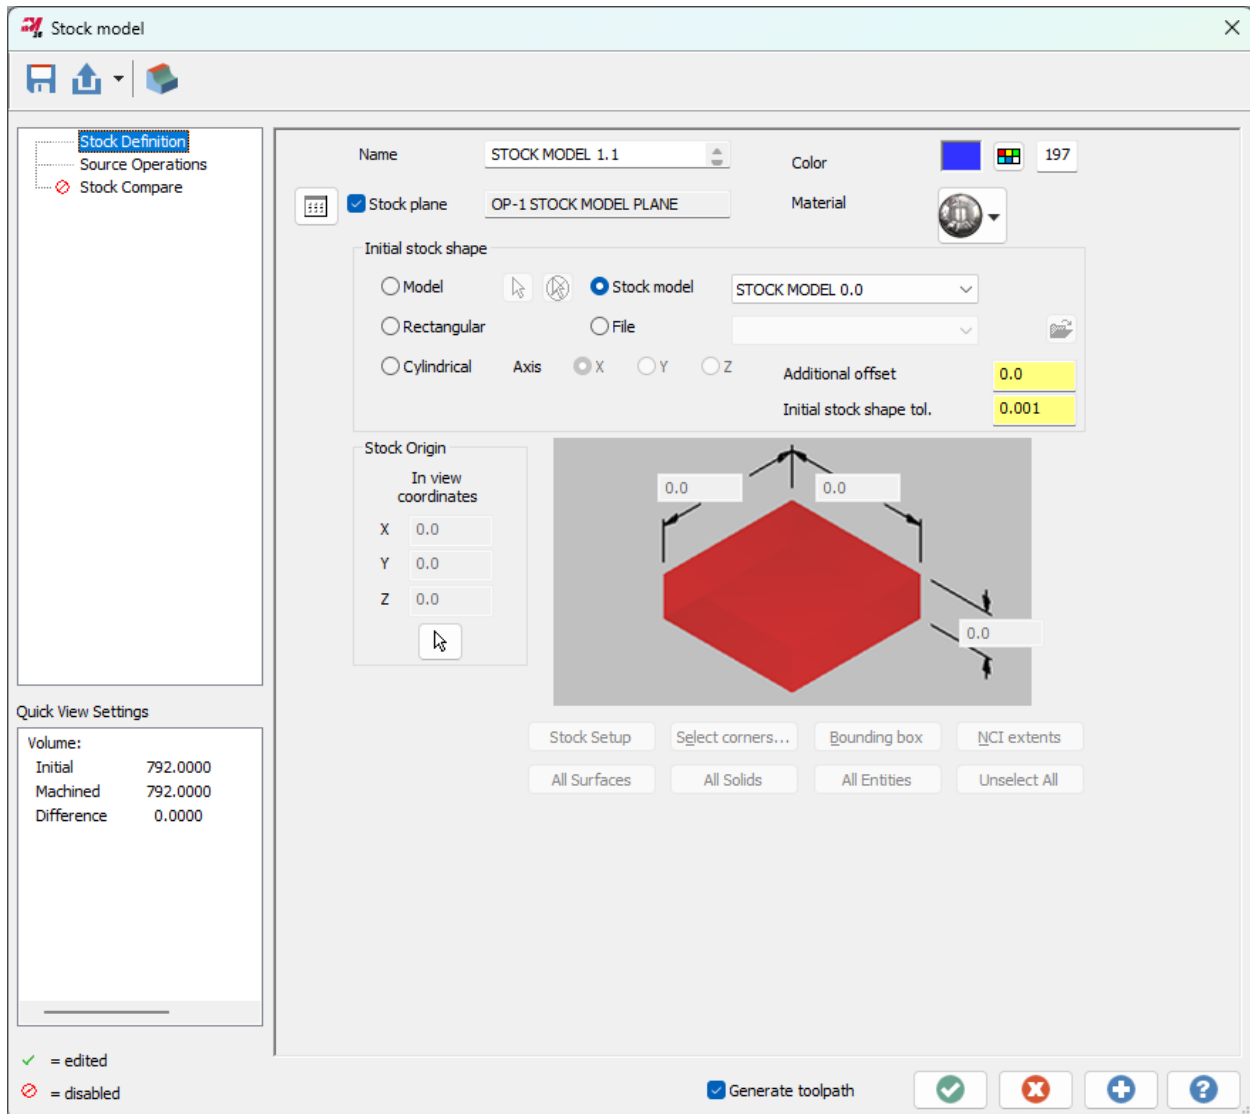 Stock model
Stock Definition
Source Operations
Stock Compare
Name STOCK MODEL 1.1 Color 197
Stock plane OP-1 STOCK MODEL PLANE Material
Initial stock shape
Model Stock model STOCK MODEL 0.0
Rectangular File
Cylindrical Axis X Y Z Additional offset 0.0
Initial stock shape tol. 0.001
Stock Origin
In view
coordinates
X 0.0
Y 0.0
Z 0.0
0.0 0.0
0.0
Stock Setup Select corners... Bounding box NCI extents
All Surfaces All Solids All Entities Unselect All
Quick View Settings
Volume:
Initial 792.0000
Machined 792.0000
Difference 0.0000
= edited
= disabled
Generate toolpath